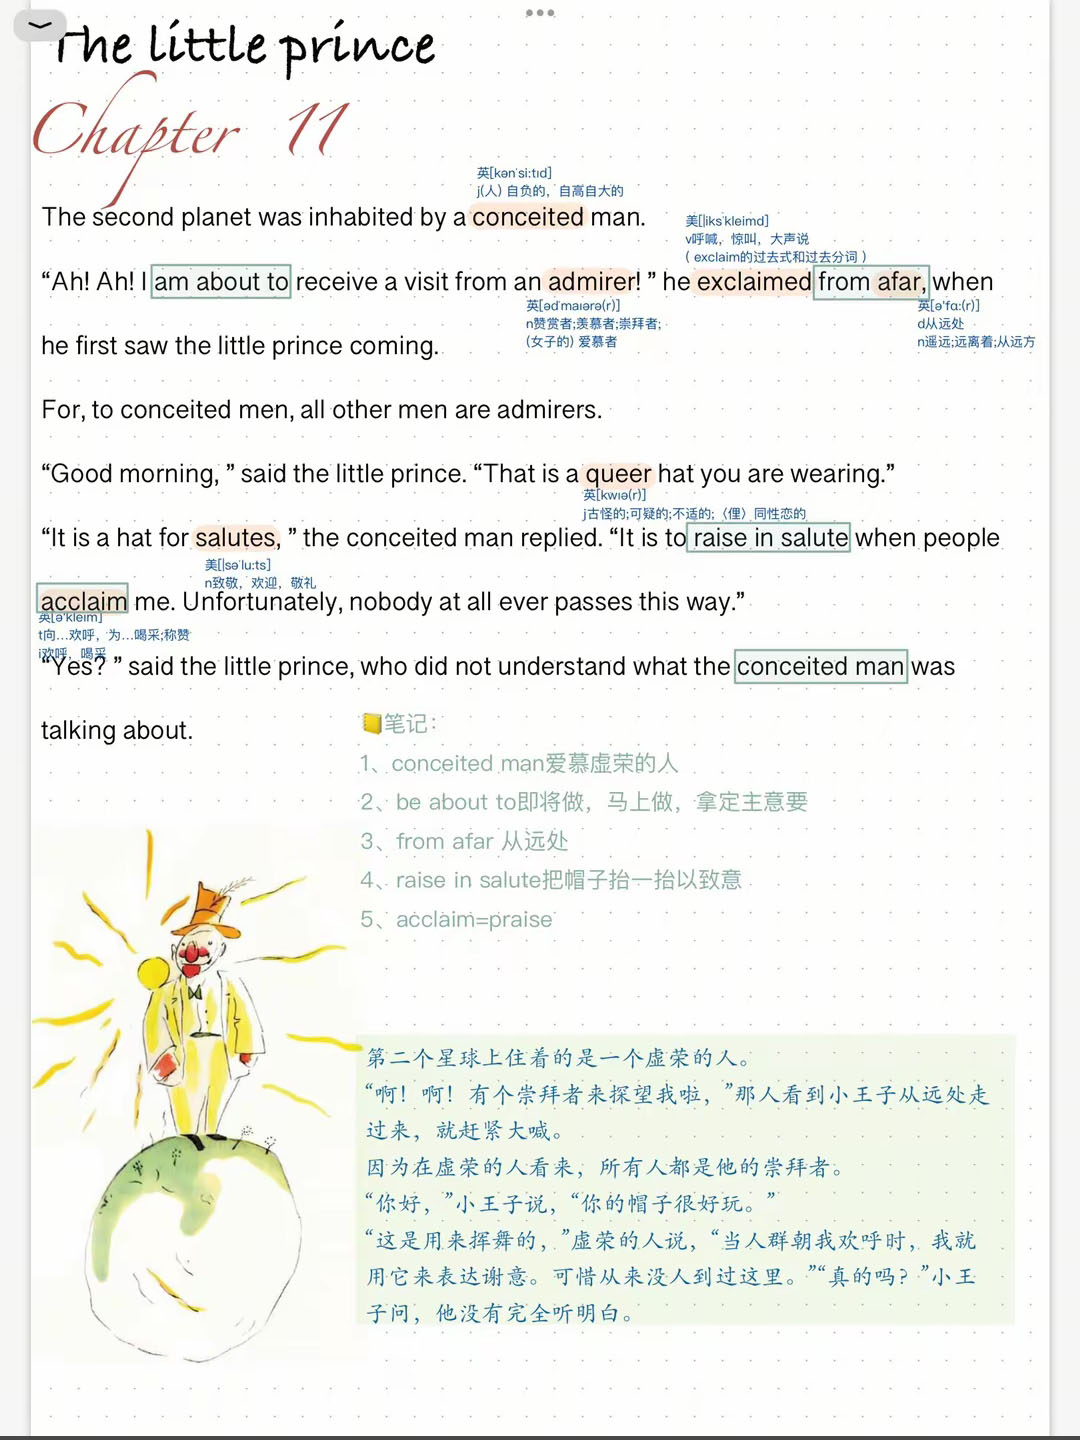 The little prince
Chapter 11
英[kənˈsiːtɪd]
j(人) 自负的，自高自大的
The second planet was inhabited by a conceited man.
美[|iksˈkleimd]
v呼喊，惊叫，大声说
( exclaim的过去式和过去分词 )
“Ah! Ah! I am about to receive a visit from an admirer! ” he exclaimed from afar, when
英[ədˈmaɪərə(r)]
n赞赏者;羡慕者;崇拜者;
(女子的) 爱慕者
英[ə'fɑ:(r)]
d从远处
n遥远;远离着;从远方
he first saw the little prince coming.
For, to conceited men, all other men are admirers.
“Good morning, ” said the little prince. “That is a queer hat you are wearing.”
英[kwɪə(r)]
j古怪的;可疑的;不适的;〈俚〉同性恋的
“It is a hat for salutes, ” the conceited man replied. “It is to raise in salute when people
美[|səˈlu:ts]
n致敬，欢迎，敬礼
acclaim me. Unfortunately, nobody at all ever passes this way.”
英[ə'kleɪm]
t向...欢呼，为...喝采;称赞
i欢呼，喝采
“Yes? ” said the little prince, who did not understand what the conceited man was
talking about.
笔记：
1、conceited man爱慕虚荣的人
2、be about to即将做，马上做，拿定主意要
3、from afar 从远处
4、raise in salute把帽子抬一抬以致意
5、acclaim=praise
第二个星球上住着的是一个虚荣的人。
“啊！啊！有个崇拜者来探望我啦，”那人看到小王子从远处走
过来，就赶紧大喊。
因为在虚荣的人看来，所有人都是他的崇拜者。
“你好，”小王子说，“你的帽子很好玩。”
“这是用来挥舞的，”虚荣的人说，“当人群朝我欢呼时，我就
用它来表达谢意。可惜从来没人到过这里。”“真的吗？”小王
子问，他没有完全听明白。